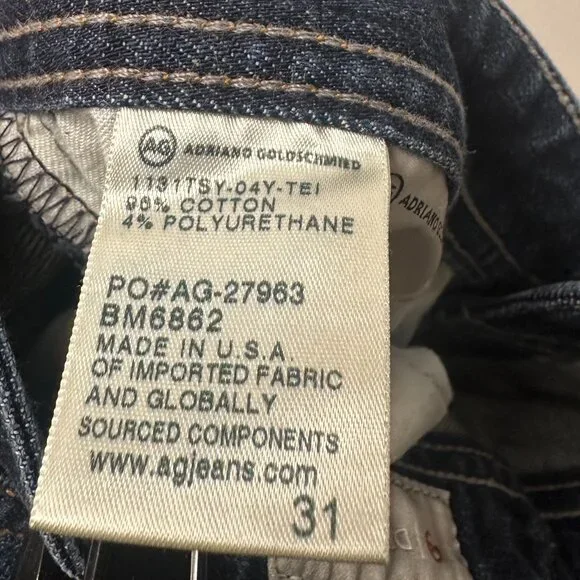 AG ADRIANO GOLDSCHMIED
1131TSY-04Y-TEI
96% COTTON
4% POLYURETHANE
PO#AG-27963
BM6862
MADE IN U.S.A
OF IMPORTED FABRIC
AND GLOBALLY
SOURCED COMPONENTS
www.agjeans.com
31
ADRIANO